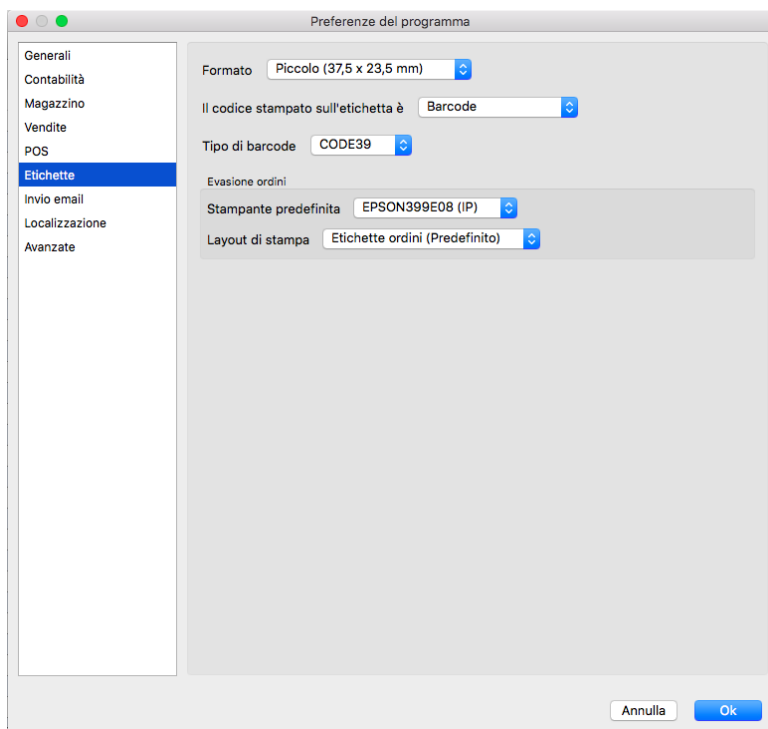 Preferenze del programma
Generali
Contabilità
Magazzino
Vendite
POS
Etichette
Invio email
Localizzazione
Avanzate
Formato Piccolo (37,5 x 23,5 mm)
Il codice stampato sull'etichetta è Barcode
Tipo di barcode CODE39
Evasione ordini
Stampante predefinita EPSON399E08 (IP)
Layout di stampa Etichette ordini (Predefinito)
Annulla Ok